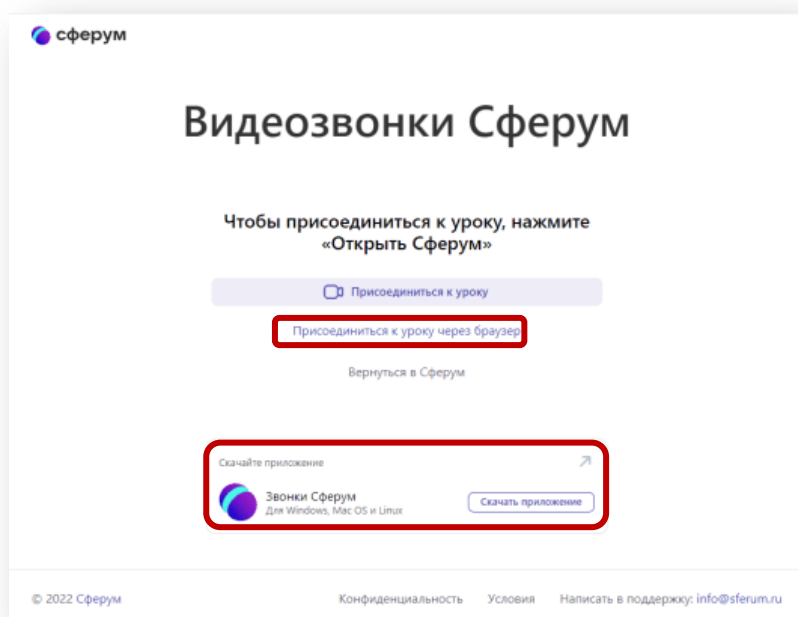 сферум
Видеозвонки Сферум
Чтобы присоединиться к уроку, нажмите
«Открыть Сферум»
Присоединиться к уроку
Присоединиться к уроку через браузер
Вернуться в Сферум
Скачайте приложение
Звонки Сферум
Для Windows, Mac OS и Linux
Скачать приложение
© 2022 Сферум Конфиденциальность Условия Написать в поддержку: info@sferum.ru